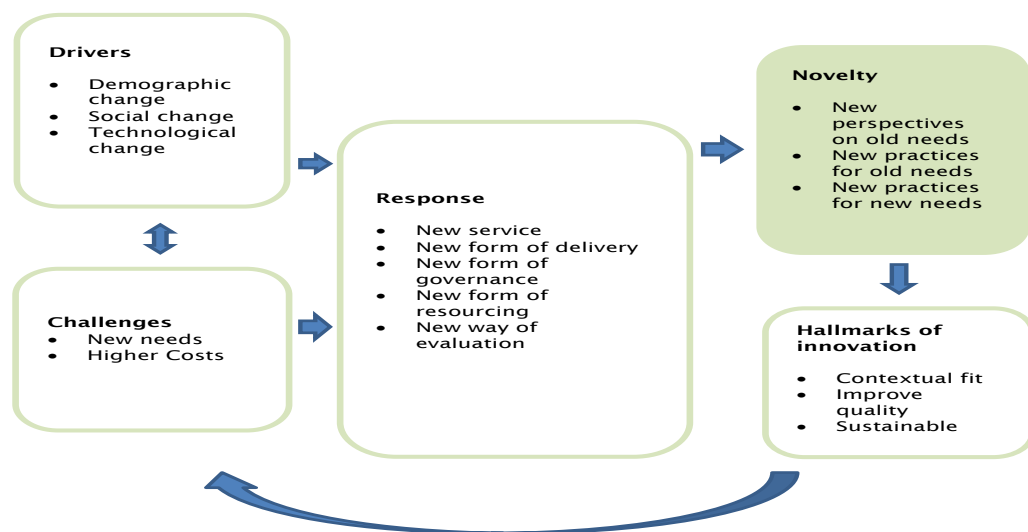 Drivers
• Demographic
change
• Social change
• Technological
change
Challenges
• New needs
• Higher Costs
Response
• New service
• New form of delivery
• New form of
governance
• New form of
resourcing
• New way of
evaluation
Novelty
• New
perspectives
on old needs
• New practices
for old needs
• New practices
for new needs
Hallmarks of
innovation
• Contextual fit
• Improve
quality
• Sustainable